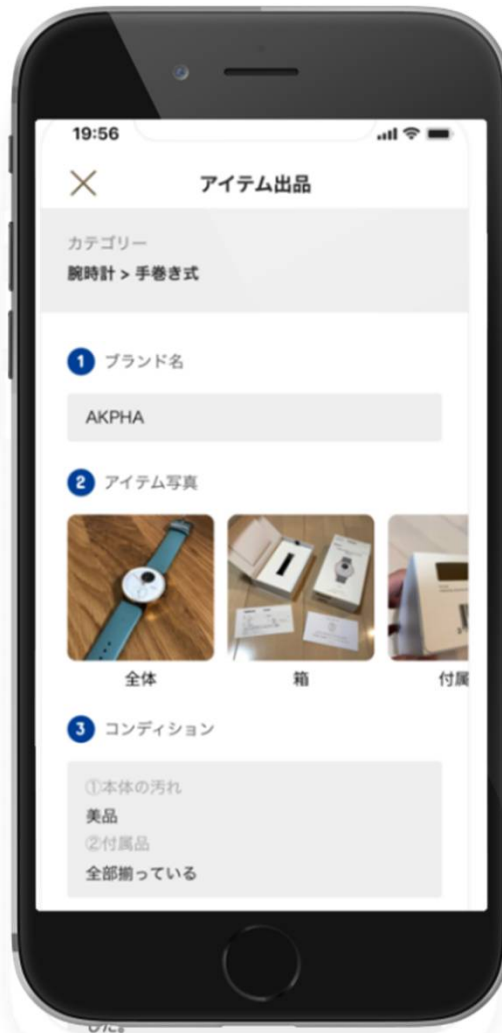 19:56
アイテム出品
カテゴリー
腕時計 > 手巻き式
1 ブランド名
AKPHA
2 アイテム写真
全体
箱
付属
3 コンディション
①本体の汚れ
美品
②付属品
全部揃っている
した。